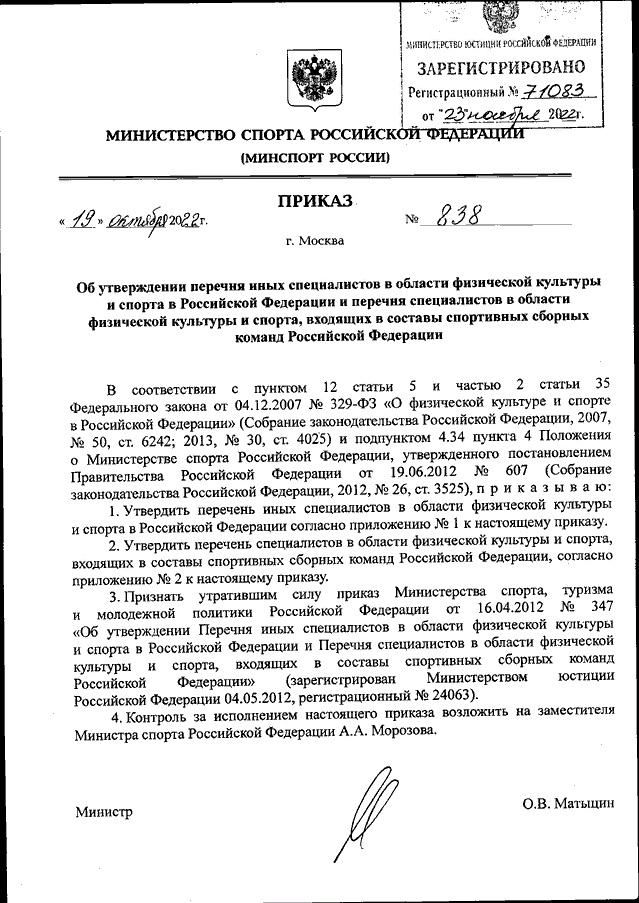 МИНИСТЕРСТВО ЮСТИЦИИ РОССИЙСКОЙ ФЕДЕРАЦИИ
ЗАРЕГИСТРИРОВАНО
Регистрационный № 71083
от "23" ноября 2022г.
МИНИСТЕРСТВО СПОРТА РОССИЙСКОЙ ФЕДЕРАЦИИ
(МИНСПОРТ РОССИИ)
ПРИКАЗ
« 19 » октября 2022 г. № 838
г. Москва
Об утверждении перечня иных специалистов в области физической культуры
и спорта в Российской Федерации и перечня специалистов в области
физической культуры и спорта, входящих в составы спортивных сборных
команд Российской Федерации
В соответствии с пунктом 12 статьи 5 и частью 2 статьи 35
Федерального закона от 04.12.2007 № 329-ФЗ «О физической культуре и спорте
в Российской Федерации» (Собрание законодательства Российской Федерации, 2007,
№ 50, ст. 6242; 2013, № 30, ст. 4025) и подпунктом 4.34 пункта 4 Положения
о Министерстве спорта Российской Федерации, утвержденного постановлением
Правительства Российской Федерации от 19.06.2012 № 607 (Собрание
законодательства Российской Федерации, 2012, № 26, ст. 3525), п р и к а з ы в а ю:
1. Утвердить перечень иных специалистов в области физической культуры
и спорта в Российской Федерации согласно приложению № 1 к настоящему приказу.
2. Утвердить перечень специалистов в области физической культуры и спорта,
входящих в составы спортивных сборных команд Российской Федерации, согласно
приложению № 2 к настоящему приказу.
3. Признать утратившим силу приказ Министерства спорта, туризма
и молодежной политики Российской Федерации от 16.04.2012 № 347
«Об утверждении Перечня иных специалистов в области физической культуры
и спорта в Российской Федерации и Перечня специалистов в области физической
культуры и спорта, входящих в составы спортивных сборных команд
Российской Федерации» (зарегистрирован Министерством юстиции
Российской Федерации 04.05.2012, регистрационный № 24063).
4. Контроль за исполнением настоящего приказа возложить на заместителя
Министра спорта Российской Федерации А.А. Морозова.
Министр О.В. Матыцин